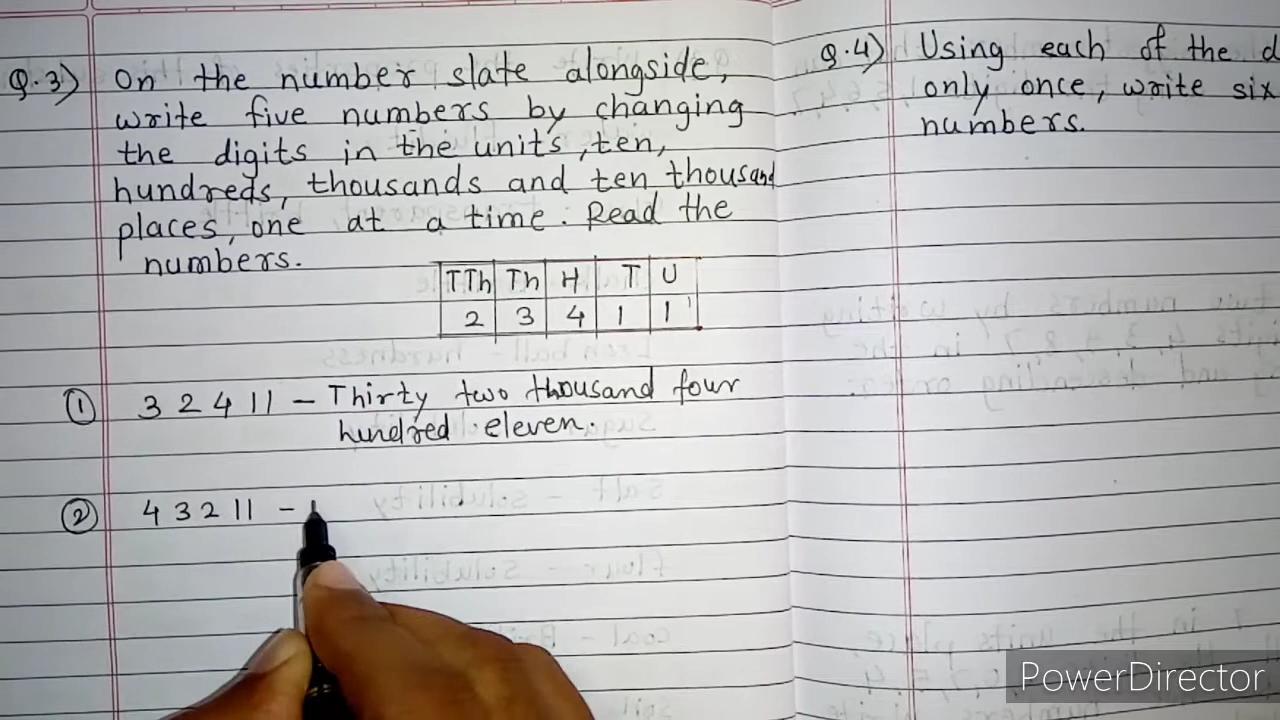 Q.3) On the number slate alongside,
write five numbers by changing
the digits in the units, ten,
hundreds, thousands and ten thousand
places, one at a time. Read the
numbers.
TTh Th H T U
2 3 4 1 1
① 32411 – Thirty two thousand four
hundred eleven.
② 43211 –
Q.4) Using each of the d
only once, write six
numbers.
PowerDirector